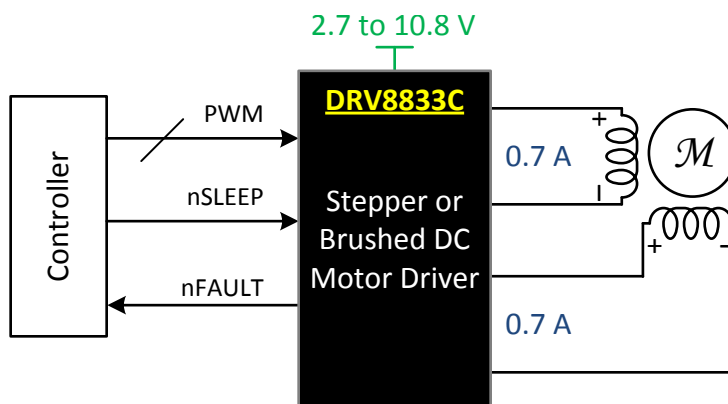 2.7 to 10.8 V
DRV8833C
Controller
PWM
nSLEEP
nFAULT
Stepper or
Brushed DC
Motor Driver
0.7 A
0.7 A
+
–
M
+
–